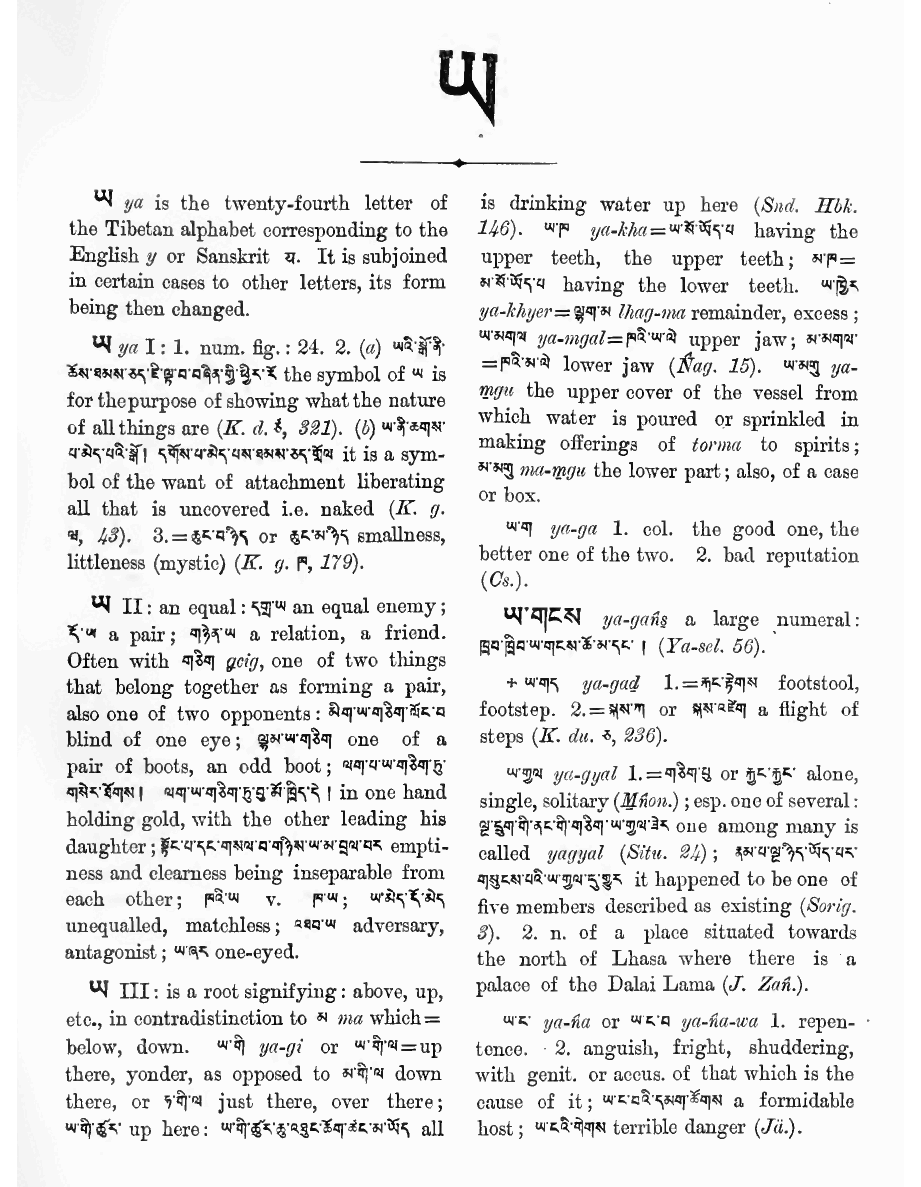 ཡ
ཡ ya is the twenty-fourth letter of
the Tibetan alphabet corresponding to the
English y or Sanskrit य. It is subjoined
in certain cases to other letters, its form
being then changed.
ཡ ya I : 1. num. fig. : 24. 2. (a) ཡའི་སྒོ་ནི་
ཆོས་ཐམས་ཅད་ the symbol of ཡ is
for the purpose of showing what the nature
of all things are (K. d. ཇ, 321). (b) ཡ་ནི་ཆགས་
པ་མེད་པའི་སྒོ། it is a sym-
bol of the want of attachment liberating
all that is uncovered i.e. naked (K. g.
43). 3.=ཆུང་བ་ཉིད་ or ཆུང་མ་ཉིད་ smallness,
littleness (mystic) (K. g. ཁ, 179).
ཡ II : an equal : དགྲ་ཡ an equal enemy ;
དོ་ཡ a pair ; གཉེན་ཡ a relation, a friend.
Often with གཅིག gcig, one of two things
that belong together as forming a pair,
also one of two opponents : མིག་ཡ་གཅིག་ལོང་བ
blind of one eye ; ལྷམ་ཡ་གཅིག one of a
pair of boots, an odd boot ; ལག་པ་ཡ་གཅིག་ཏུ་
གསེར་ཐོགས། ལག་ཡ་གཅིག་ཏུ་བུ་མོ་ཁྲིད་དེ། in one hand
holding gold, with the other leading his
daughter ; སྟོང་པ་དང་གསལ་བ་གཉིས་ཡ་མ་བྲལ་བར empti-
ness and clearness being inseparable from
each other ; ཁའི་ཡ v. ཁ་ཡ ; ཡ་མེད་དོ་མེད
unequalled, matchless ; འཐབ་ཡ adversary,
antagonist ; ཡ་ཞར one-eyed.
ཡ III : is a root signifying : above, up,
etc., in contradistinction to མ ma which=
below, down. ཡ་གི ya-gi or ཡ་གི་ལ=up
there, yonder, as opposed to མ་གི་ལ down
there, or ཏ་གི་ལ just there, over there ;
ཡ་གི་ཚུར་ up here : ཡ་གི་ཚུར་ཆུ་འཐུང་རྒྱུ་ཚང་མ་ཡོད all
is drinking water up here (Snd. Hbk.
146). ཡ་ཁ ya-kha=ཡ་སོ་ཡོད་པ having the
upper teeth, the upper teeth ; མ་ཁ=
མ་སོ་ཡོད་པ having the lower teeth. ཡ་ཁྱེར
ya-khyer=ལྷག་མ lhag-ma remainder, excess ;
ཡ་མགལ ya-mgal=ཁའི་ཡ་ལེ upper jaw ; མ་མགལ་
=ཁའི་མ་ལེ lower jaw (Ñag. 15). ཡ་མགུ ya-
mgu the upper cover of the vessel from
which water is poured or sprinkled in
making offerings of torma to spirits ;
མ་མགུ ma-mgu the lower part ; also, of a case
or box.
ཡ་ག ya-ga 1. col. the good one, the
better one of the two. 2. bad reputation
(Cs.).
ཡ་གངས ya-gaṅs a large numeral :
ཁྲབ་ཁྲིབ་ཡ་གངས་ཙེ་མ་དང་ ། (Ya-sel. 56).
+ ཡ་གད ya-gad 1.=རྐང་རྟེགས footstool,
footstep. 2.=སྐས་ཀ or སྐས་འཛེག a flight of
steps (K. du. ཅ, 236).
ཡ་གྱལ ya-gyal 1.=གཅིག་པུ or རྐྱང་རྐྱང་ alone,
single, solitary (Mñon.) ; esp. one of several :
ལྔ་དྲུག་གི་ནང་གི་གཅིག་ཡ་གྱལ་ཟེར one among many is
called yagyal (Situ. 24) ; རྣམ་པ་ལྔ་ཉིད་ཡོད་པར་
གསུངས་པའི་ཡ་གྱལ་དུ་གྱུར it happened to be one of
five members described as existing (Sorig.
3). 2. n. of a place situated towards
the north of Lhasa where there is a
palace of the Dalai Lama (J. Zañ.).
ཡ་ང་ ya-ṅa or ཡ་ང་བ ya-ṅa-wa 1. repen-
tence. 2. anguish, fright, shuddering,
with genit. or accus. of that which is the
cause of it ; ཡ་ང་བའི་དམག་ཚོགས a formidable
host ; ཡ་ངའི་གེགས terrible danger (Jä.).